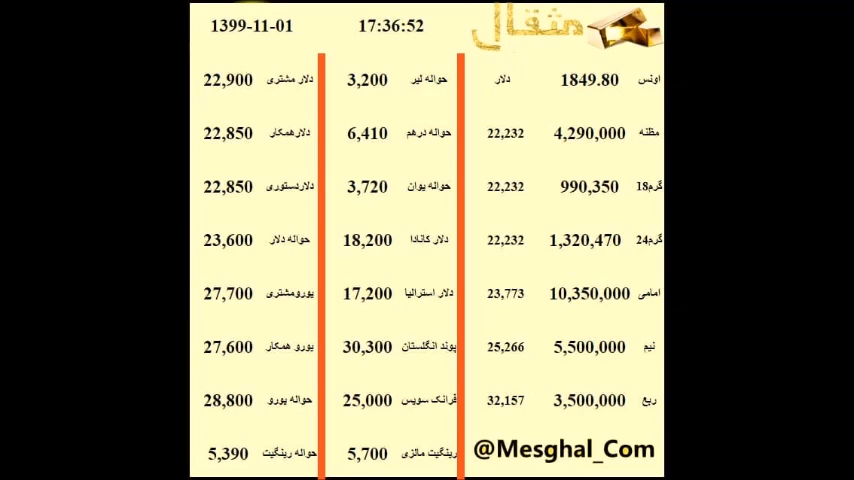 مثقال 17:36:52 1399-11-01
اونس 1849.80 دلار حواله لیر 3,200 دلار مشتری 22,900
مظنه 4,290,000 22,232 حواله درهم 6,410 دلارهمکار 22,850
گرم18 990,350 22,232 حواله یوان 3,720 دلاردستوری 22,850
گرم24 1,320,470 22,232 دلار کانادا 18,200 حواله دلار 23,600
امامی 10,350,000 23,773 دلار استرالیا 17,200 یورومشتری 27,700
نیم 5,500,000 25,266 پوند انگلستان 30,300 یورو همکار 27,600
ربع 3,500,000 32,157 فرانک سویس 25,000 حواله یورو 28,800
@Mesghal_Com رینگیت مالزی 5,700 حواله رینگیت 5,390